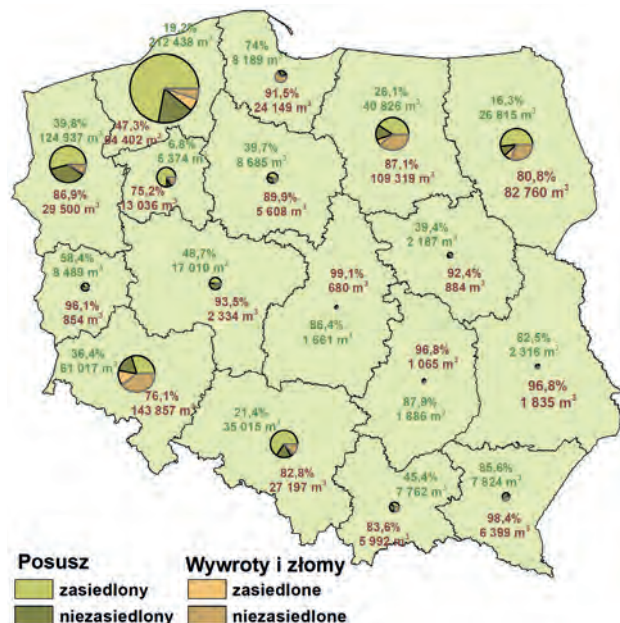 19,2%
212 438 m³
74%
8 189 m³
91,5%
24 149 m³
26,1%
40 826 m³
16,3%
26 815 m³
39,8%
124 937 m³
47,3%
94 402 m³
6,8%
5 374 m³
39,7%
8 685 m³
87,1%
109 319 m³
80,8%
82 760 m³
86,9%
29 500 m³
75,2%
13 036 m³
89,9%
5 608 m³
39,4%
2 187 m³
58,4%
8 489 m³
48,7%
17 010 m³
99,1%
680 m³
92,4%
884 m³
96,1%
854 m³
93,5%
2 334 m³
86,4%
1 661 m³
96,8%
1 065 m³
82,5%
2 316 m³
36,4%
81 017 m³
87,9%
1 886 m³
96,8%
1 835 m³
76,1%
143 857 m³
21,4%
35 015 m³
82,8%
27 197 m³
45,4%
7 762 m³
85,6%
7 824 m³
83,6%
5 992 m³
98,4%
6 399 m³
Posusz
Wywroty i złomy
zasiedlony
zasiedlone
niezasiedlony
niezasiedlone